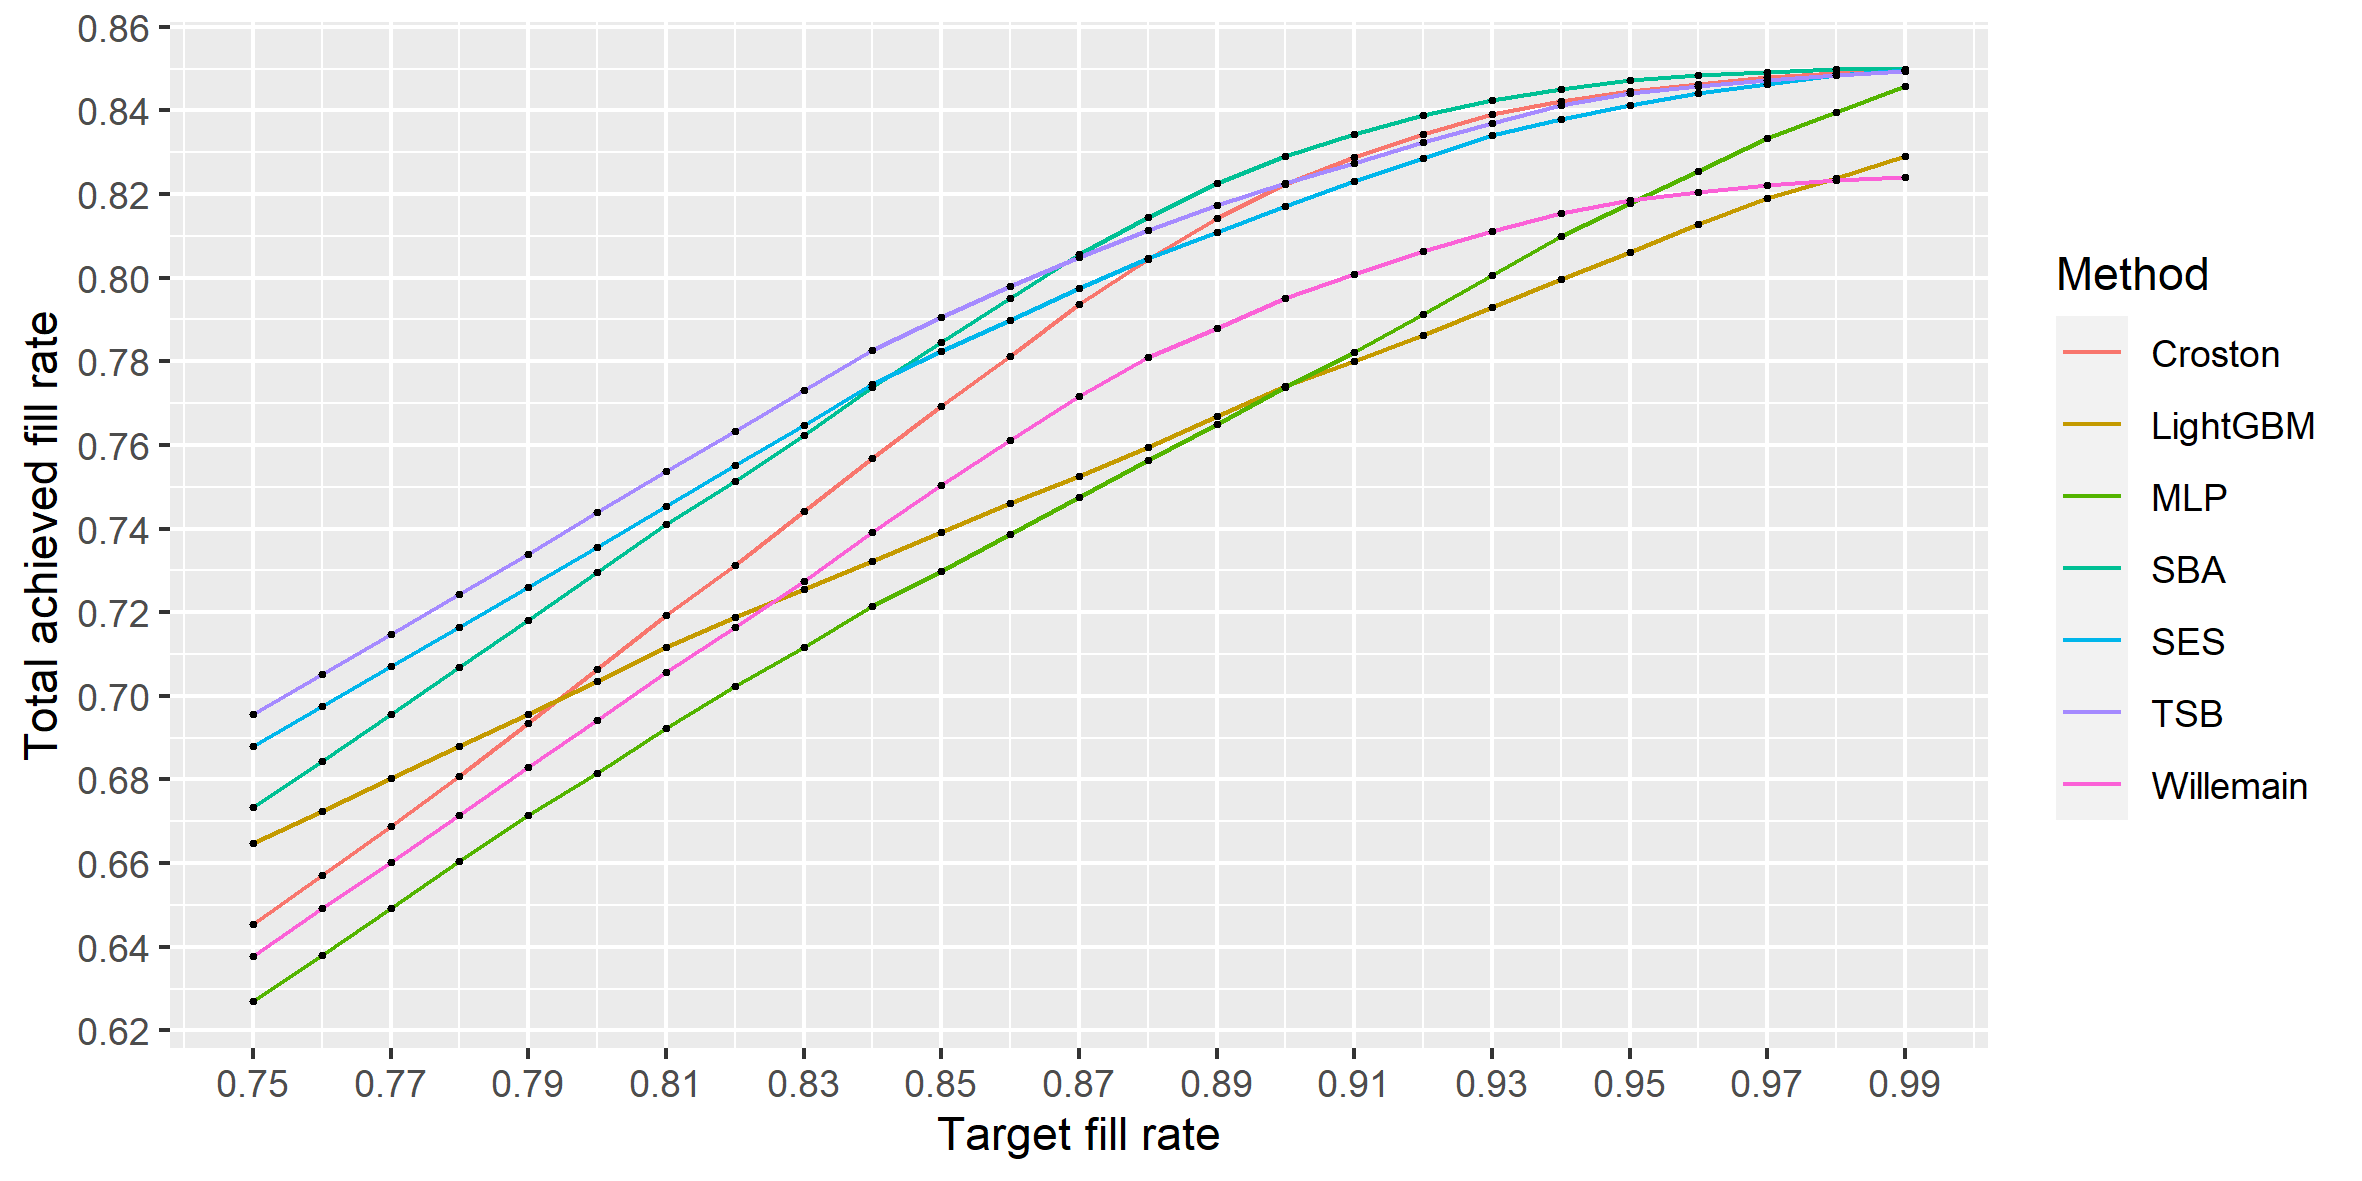 Total achieved fill rate
0.86
0.84
0.82
0.80
0.78
0.76
0.74
0.72
0.70
0.68
0.66
0.64
0.62
0.75 0.77 0.79 0.81 0.83 0.85 0.87 0.89 0.91 0.93 0.95 0.97 0.99
Target fill rate
Method
Croston
LightGBM
MLP
SBA
SES
TSB
Willemain